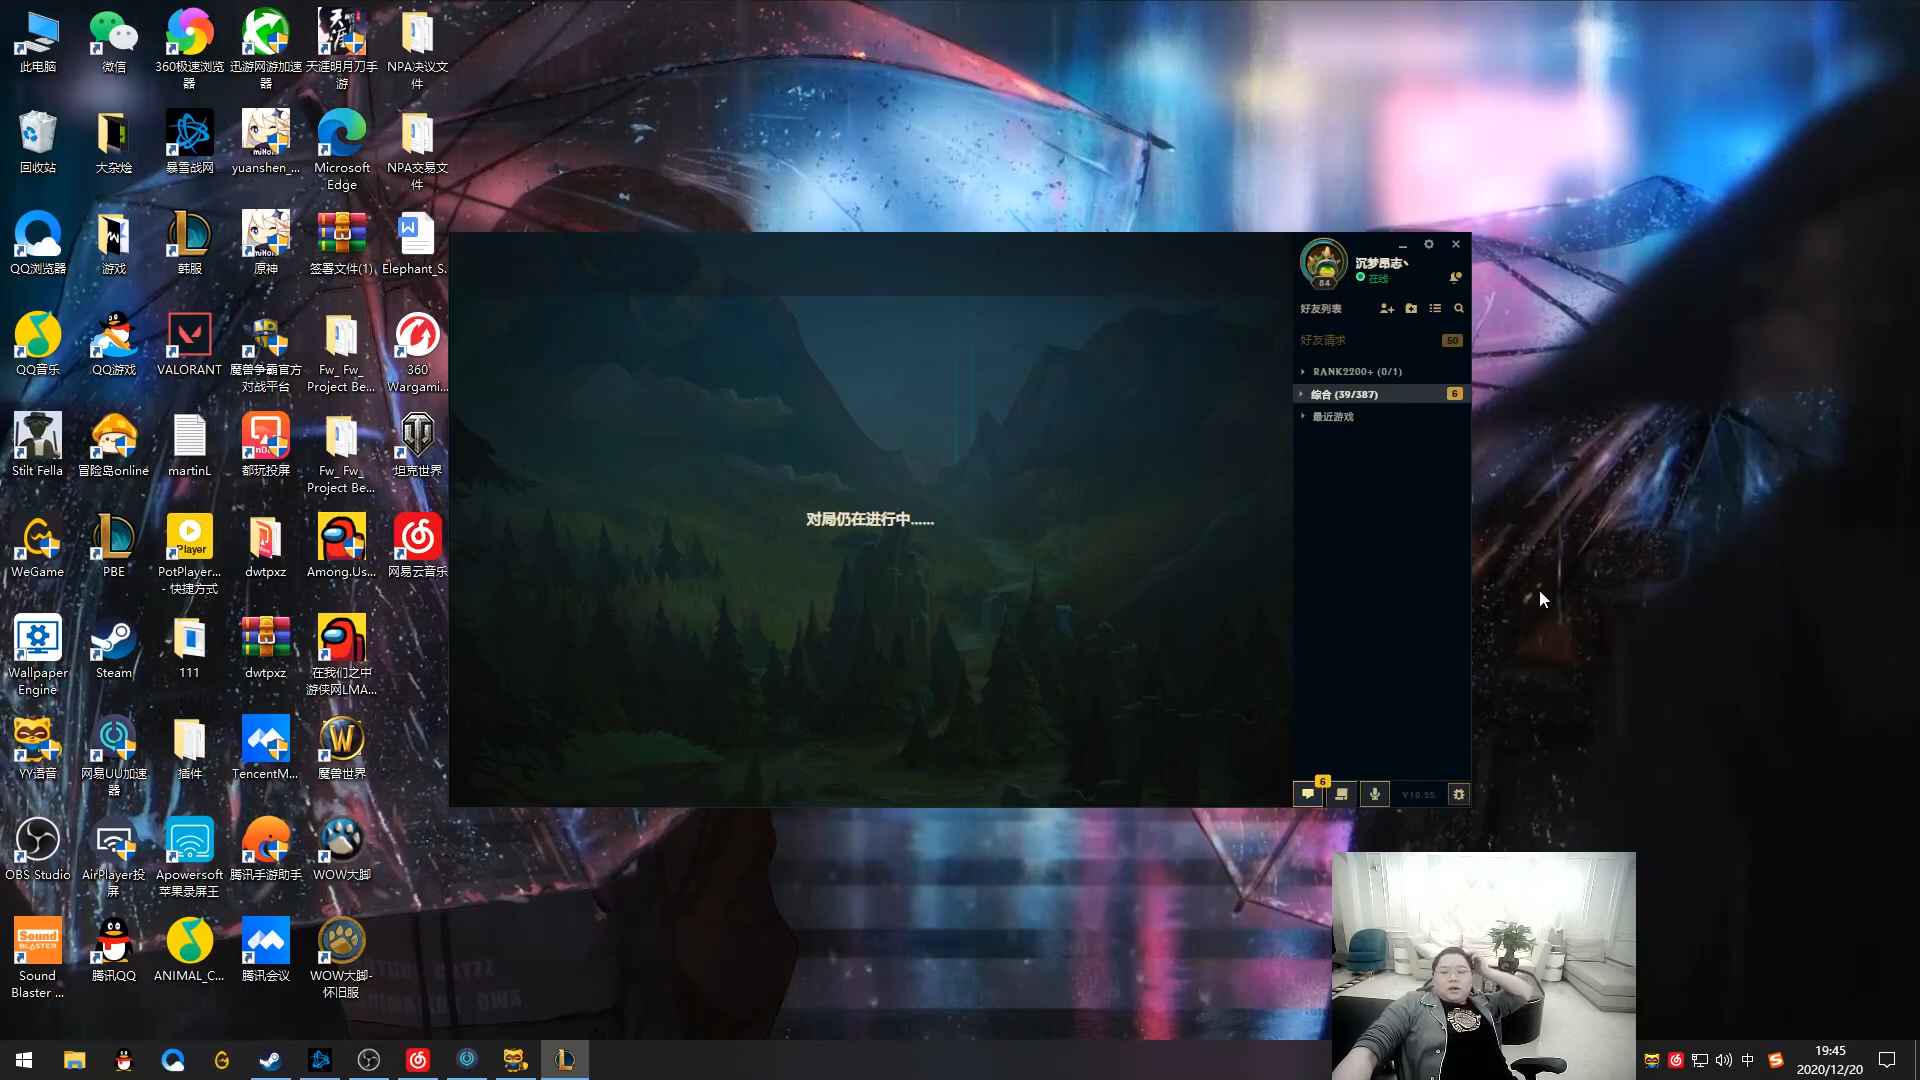 此电脑
微信
360极速浏览
器
迅游网游加速
器
天涯明月刀手
游
NPA决议文
件
回收站
大杂烩
暴雪战网
yuanshen_...
Microsoft
Edge
NPA交易文
件
QQ浏览器
游戏
韩服
原神
签署文件(1)
Elephant_S...
QQ音乐
QQ游戏
VALORANT
魔兽争霸官方
对战平台
Fw_ Fw_
Project Be...
360
Wargami...
Stilt Fella
冒险岛online
martinL
都玩投屏
Fw_ Fw_
Project Be...
坦克世界
WeGame
PBE
Player
PotPlayer...
- 快捷方式
dwtpxz
Among.Us...
网易云音乐
Wallpaper
Engine
Steam
111
dwtpxz
在我们之中
游侠网LMA...
YY语音
网易UU加速
器
插件
TencentM...
魔兽世界
OBS Studio
AirPlayer投
屏
Apowersoft
苹果录屏王
腾讯手游助手
WOW大脚
Sound
BLASTER
Sound
Blaster ...
腾讯QQ
ANIMAL_C...
腾讯会议
WOW大脚-
怀旧服
对局仍在进行中......
沉梦昂志丶
在线
84
好友列表
好友请求
50
RANK2200+ (0/1)
综合 (39/387)
6
最近游戏
6
V10.25
中
19:45
2020/12/20